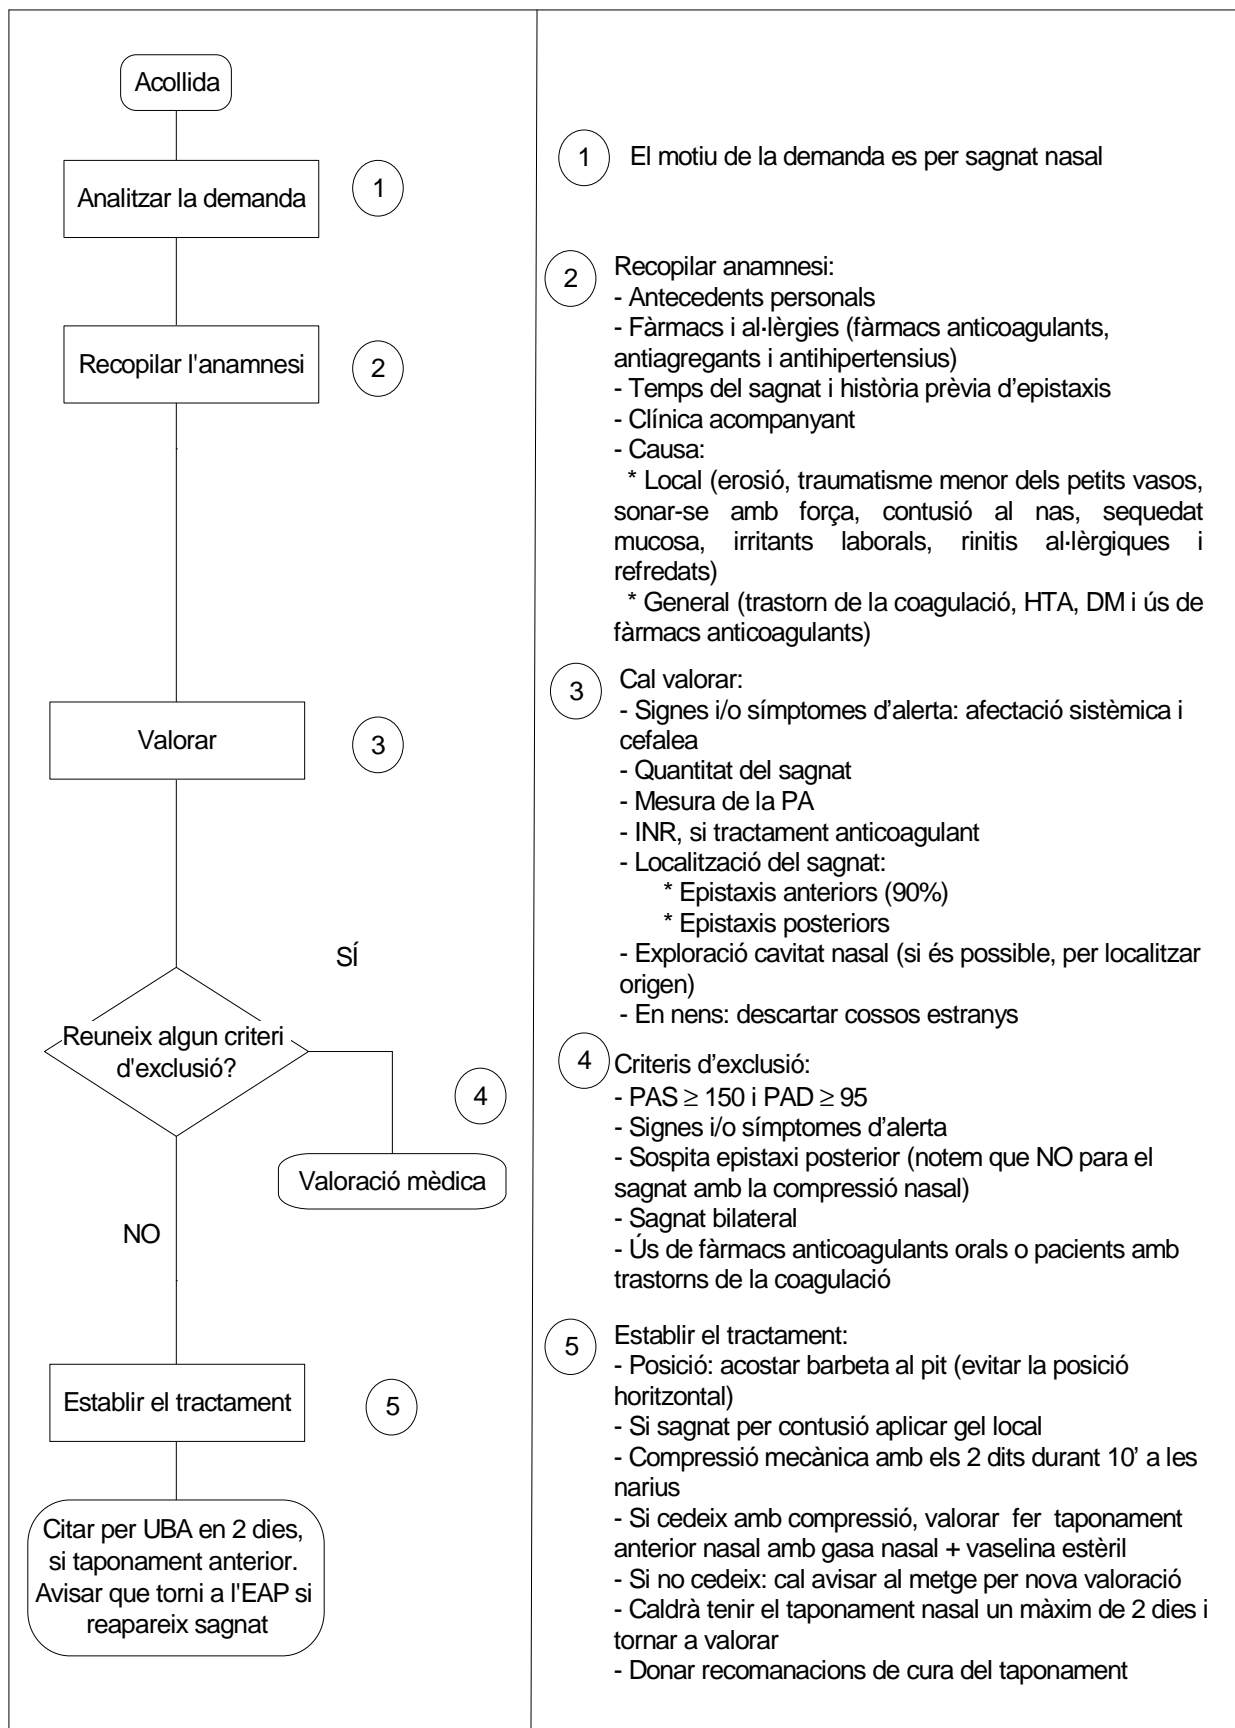 Acollida
Analitzar la demanda
1
Recopilar l'anamnesi
2
Valorar
3
SÍ
Reuneix algun criteri
d'exclusió?
4
Valoració mèdica
NO
Establir el tractament
5
Citar per UBA en 2 dies,
si taponament anterior.
Avisar que torni a l'EAP si
reapareix sagnat
1 El motiu de la demanda es per sagnat nasal
2 Recopilar anamnesi:
- Antecedents personals
- Fàrmacs i al·lèrgies (fàrmacs anticoagulants,
antiagregants i antihipertensius)
- Temps del sagnat i història prèvia d’epistaxis
- Clínica acompanyant
- Causa:
* Local (erosió, traumatisme menor dels petits vasos,
sonar-se amb força, contusió al nas, sequedat
mucosa, irritants laborals, rinitis al·lèrgiques i
refredats)
* General (trastorn de la coagulació, HTA, DM i ús de
fàrmacs anticoagulants)
3 Cal valorar:
- Signes i/o símptomes d’alerta: afectació sistèmica i
cefalea
- Quantitat del sagnat
- Mesura de la PA
- INR, si tractament anticoagulant
- Localització del sagnat:
* Epistaxis anteriors (90%)
* Epistaxis posteriors
- Exploració cavitat nasal (si és possible, per localitzar
origen)
- En nens: descartar cossos estranys
4 Criteris d’exclusió:
- PAS ≥ 150 i PAD ≥ 95
- Signes i/o símptomes d’alerta
- Sospita epistaxi posterior (notem que NO para el
sagnat amb la compressió nasal)
- Sagnat bilateral
- Ús de fàrmacs anticoagulants orals o pacients amb
trastorns de la coagulació
5 Establir el tractament:
- Posició: acostar barbeta al pit (evitar la posició
horitzontal)
- Si sagnat per contusió aplicar gel local
- Compressió mecànica amb els 2 dits durant 10’ a les
narius
- Si cedeix amb compressió, valorar fer taponament
anterior nasal amb gasa nasal + vaselina estèril
- Si no cedeix: cal avisar al metge per nova valoració
- Caldrà tenir el taponament nasal un màxim de 2 dies i
tornar a valorar
- Donar recomanacions de cura del taponament